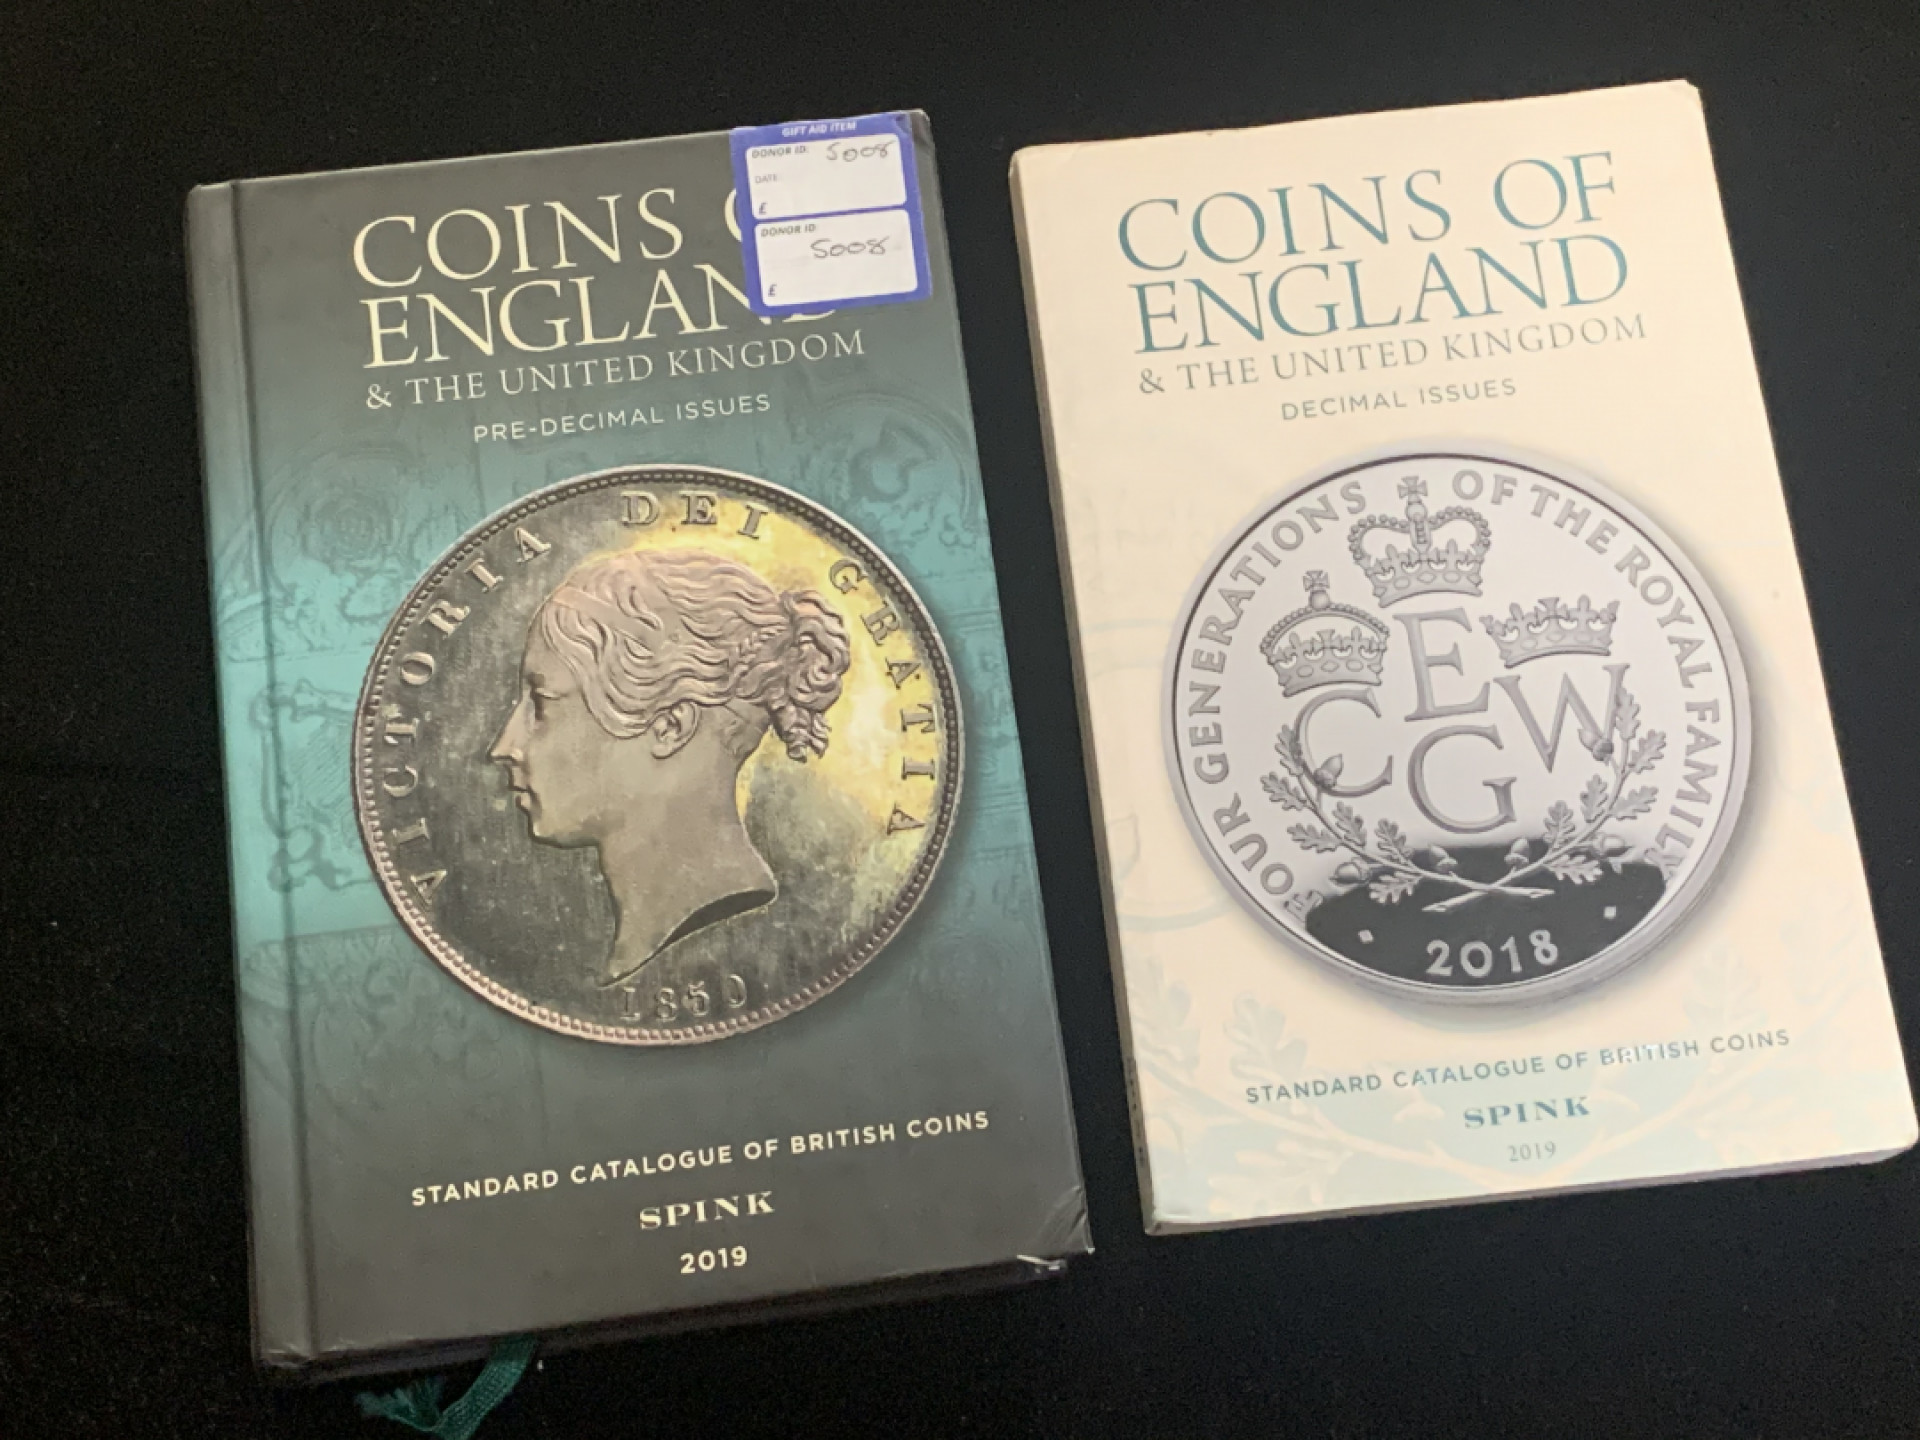 GIFT AID ITEM
DONOR ID: 5008
DATE:
£
DONOR ID:
5008
£
COINS
ENGLAND
& THE UNITED KINGDOM
PRE-DECIMAL ISSUES
VICTORIA DEI GRATIA
1850
STANDARD CATALOGUE OF BRITISH COINS
SPINK
2019
COINS OF
ENGLAND
& THE UNITED KINGDOM
DECIMAL ISSUES
FOUR GENERATIONS OF THE ROYAL FAMILY
E
C W
G
2018
STANDARD CATALOGUE OF BRITISH COINS
SPINK
2019